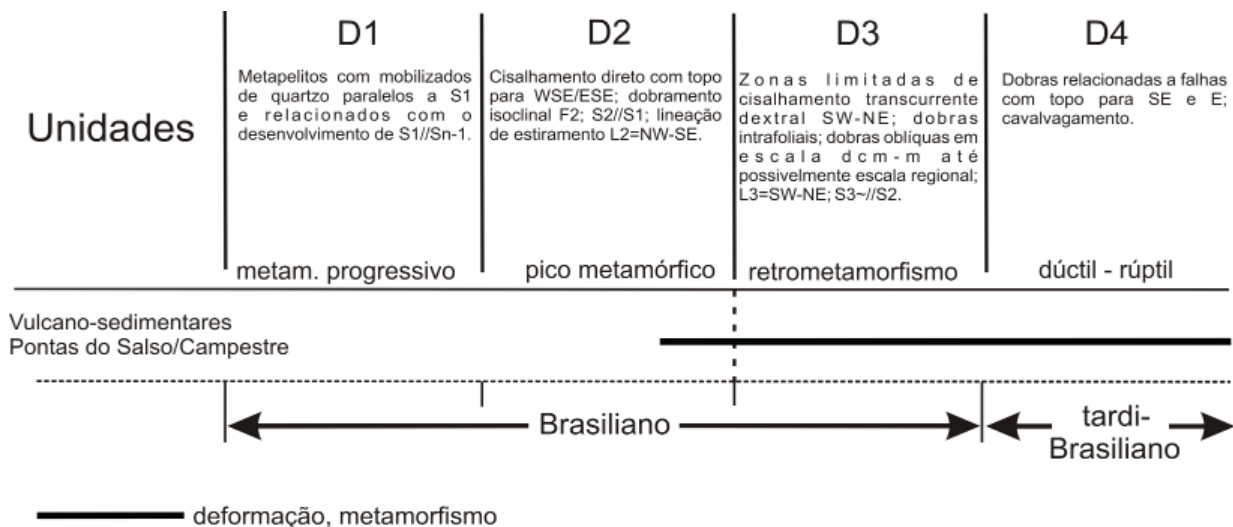 D1
D2
D3
D4
Unidades
Metapelitos com mobilizados
de quartzo paralelos a S1
e relacionados com o
desenvolvimento de S1//Sn-1.
Cisalhamento direto com topo
para WSE/ESE; dobramento
isoclinal F2; S2//S1; lineação
de estiramento L2=NW-SE.
Zonas limitadas de
cisalhamento transcurrente
dextral SW-NE; dobras
intrafoliais; dobras oblíquas em
escala dcm-m até
possivelmente escala regional;
L3=SW-NE; S3~//S2.
Dobras relacionadas a falhas
com topo para SE e E;
cavalvagamento.
metam. progressivo
pico metamórfico
retrometamorfismo
dúctil - rúptil
Vulcano-sedimentares
Pontas do Salso/Campestre
Brasiliano
tardi-
Brasiliano
deformação, metamorfismo